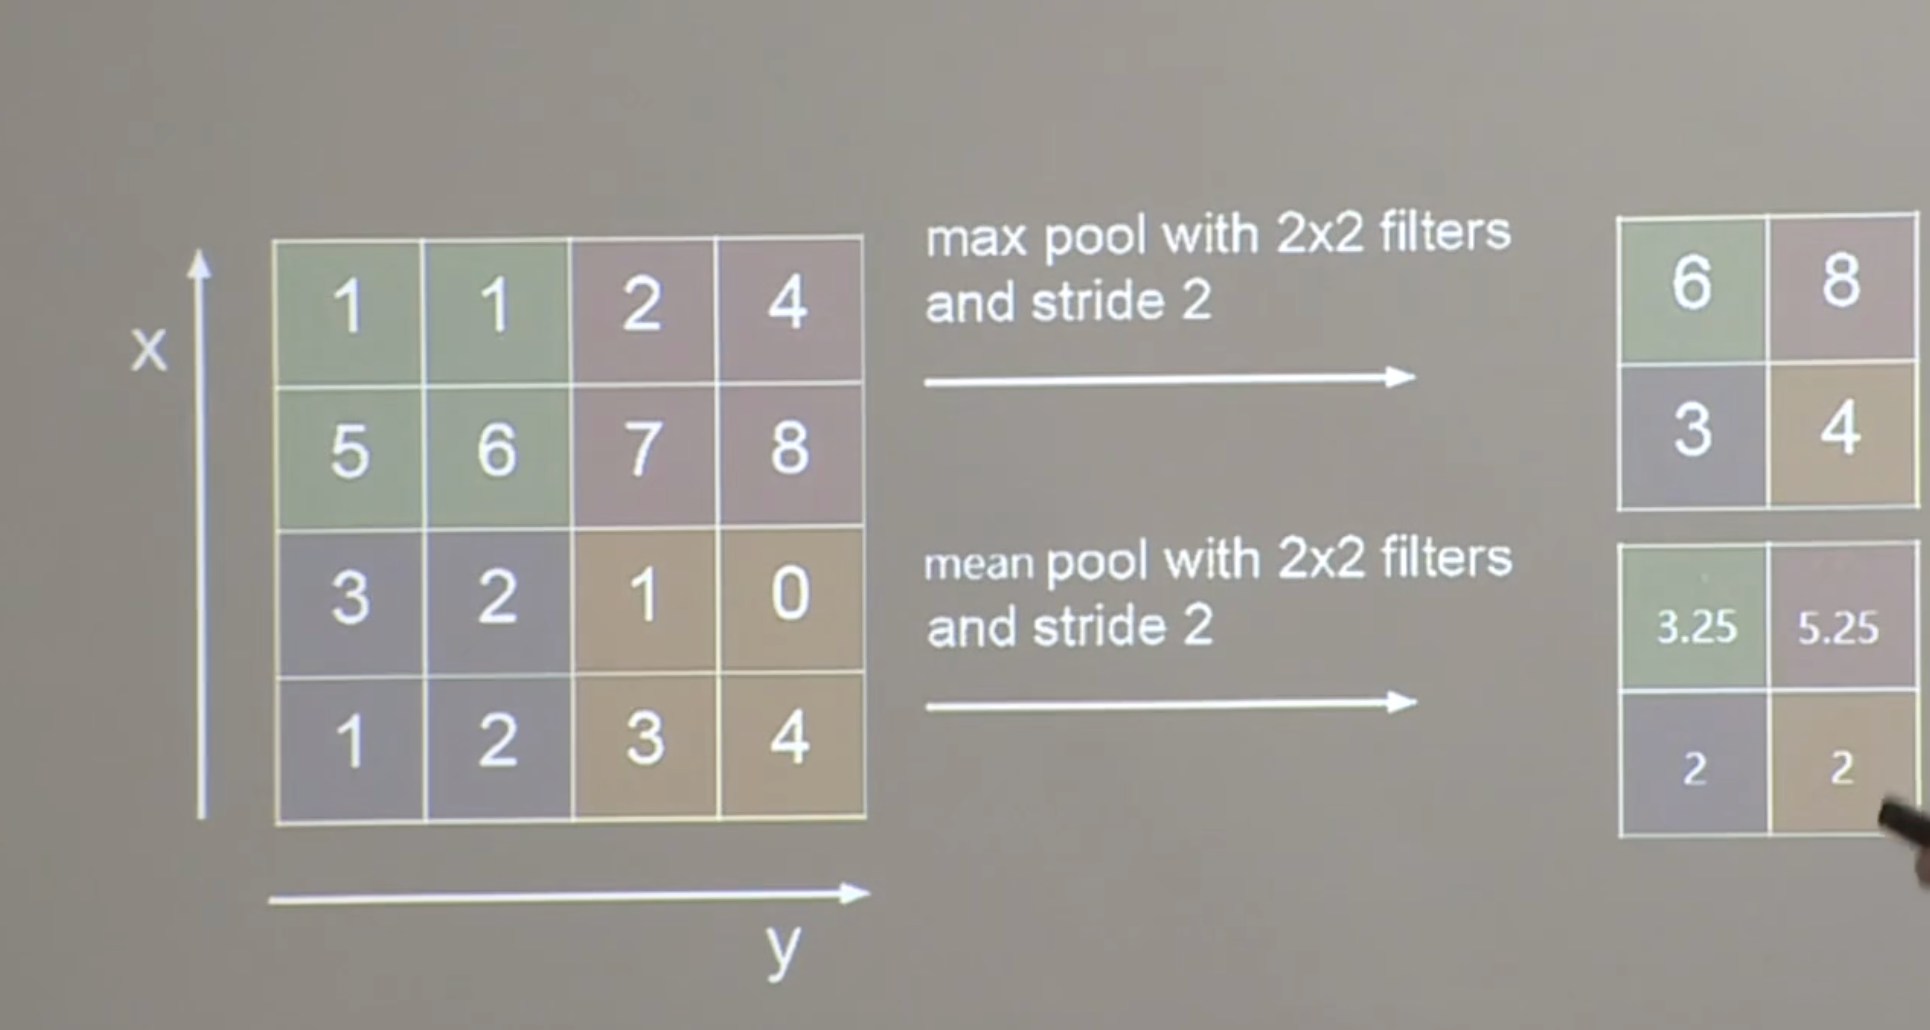 x
1 1 2 4
5 6 7 8
3 2 1 0
1 2 3 4
y
max pool with 2x2 filters
and stride 2
6 8
3 4
mean pool with 2x2 filters
and stride 2
3.25 5.25
2 2